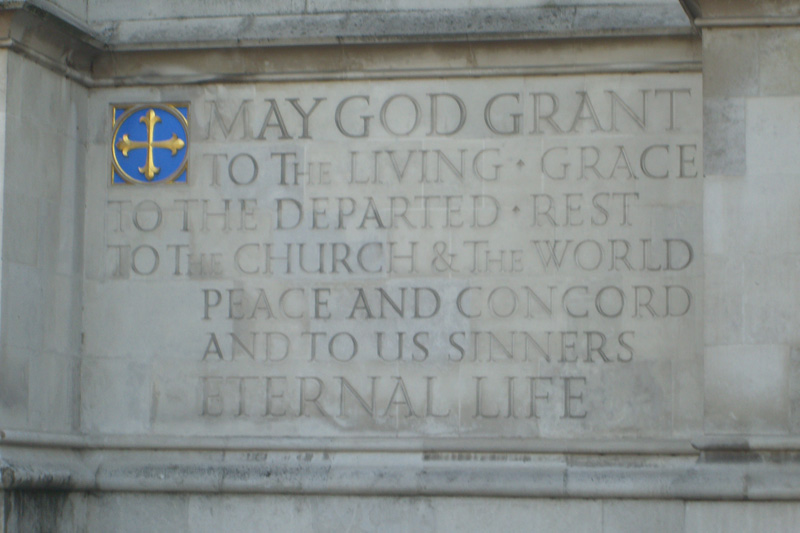 MAY GOD GRANT
TO THE LIVING · GRACE
TO THE DEPARTED · REST
TO THE CHURCH & THE WORLD
PEACE AND CONCORD
AND TO US SINNERS
ETERNAL LIFE